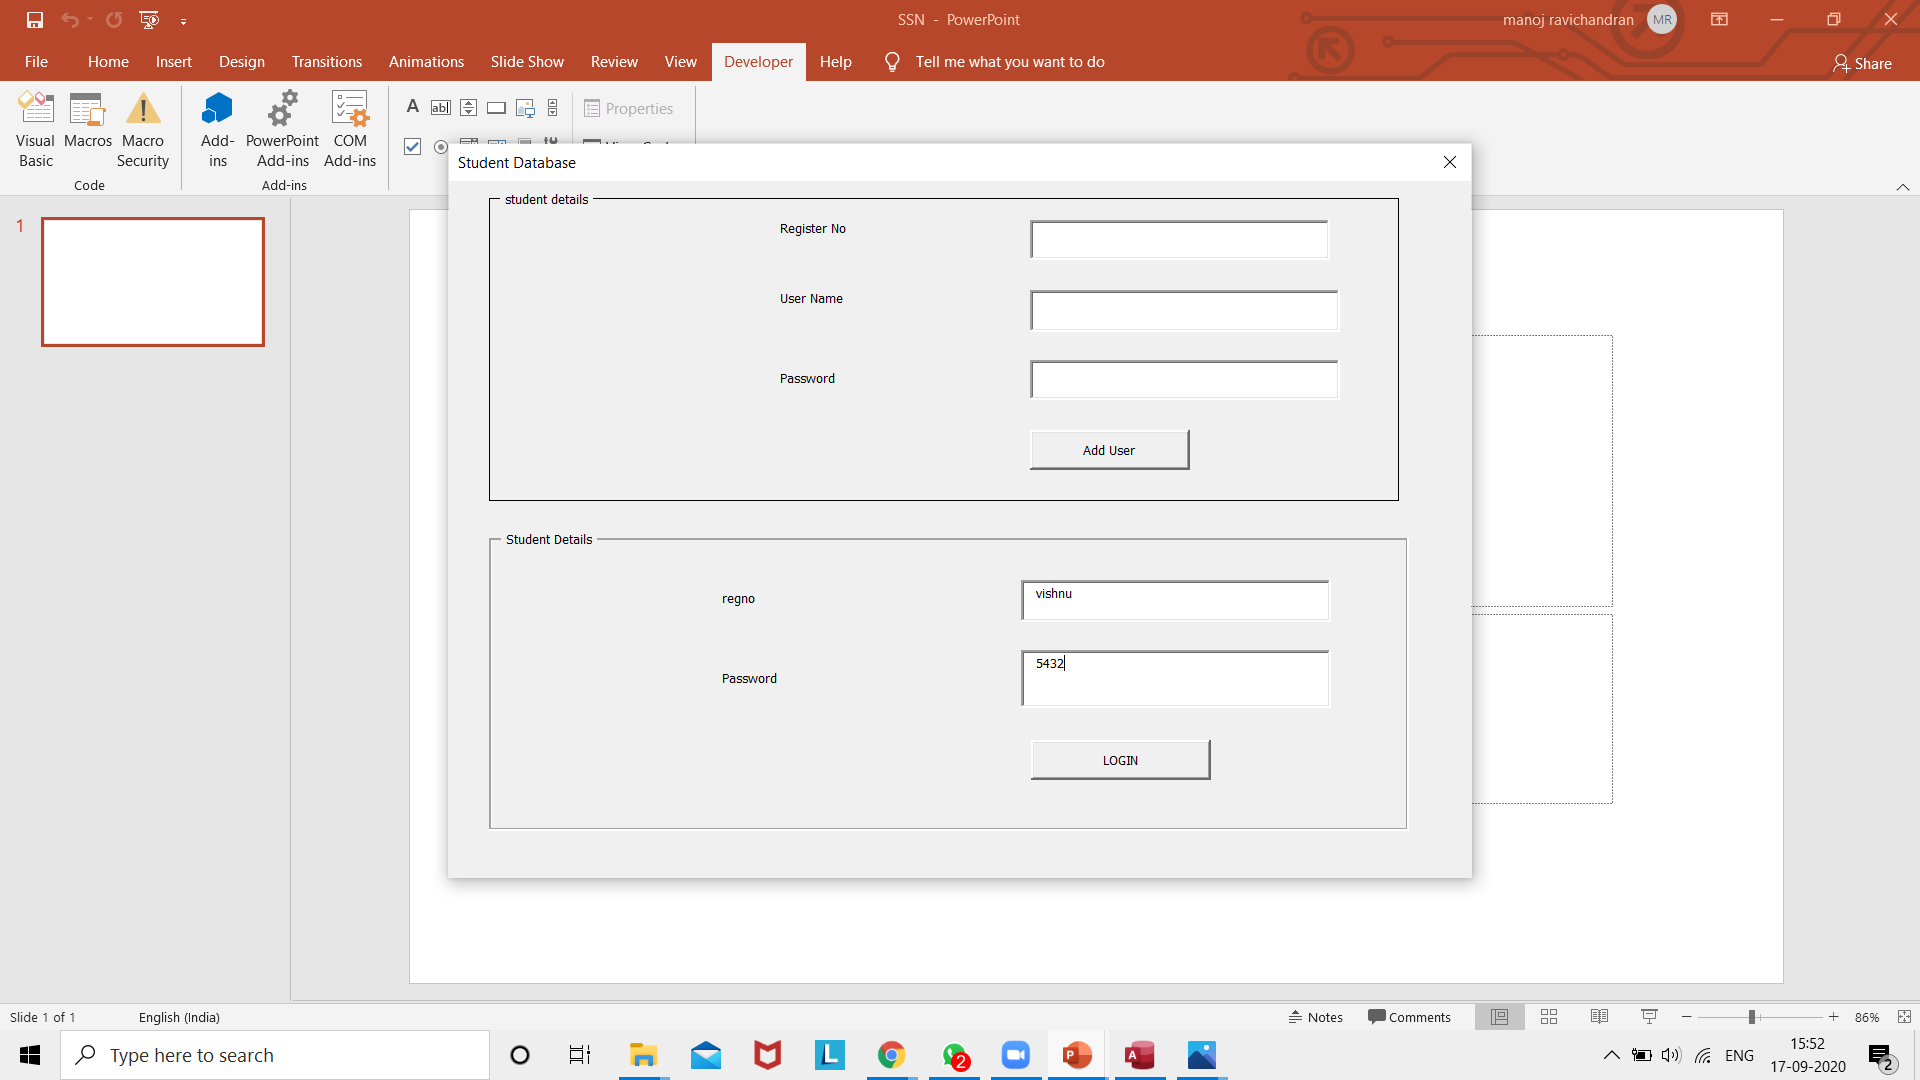 SSN - PowerPoint
manoj ravichandran MR
File Home Insert Design Transitions Animations Slide Show Review View Developer Help Tell me what you want to do
Share
Visual Basic
Macros
Macro Security
Code
Add-ins
PowerPoint Add-ins
COM Add-ins
Add-ins
A
ab
Properties
Student Database
student details
Register No
User Name
Password
Add User
Student Details
regno
vishnu
Password
5432
LOGIN
1
Slide 1 of 1
English (India)
Notes
Comments
86%
Type here to search
L
2
P
A
ENG
15:52
17-09-2020
2